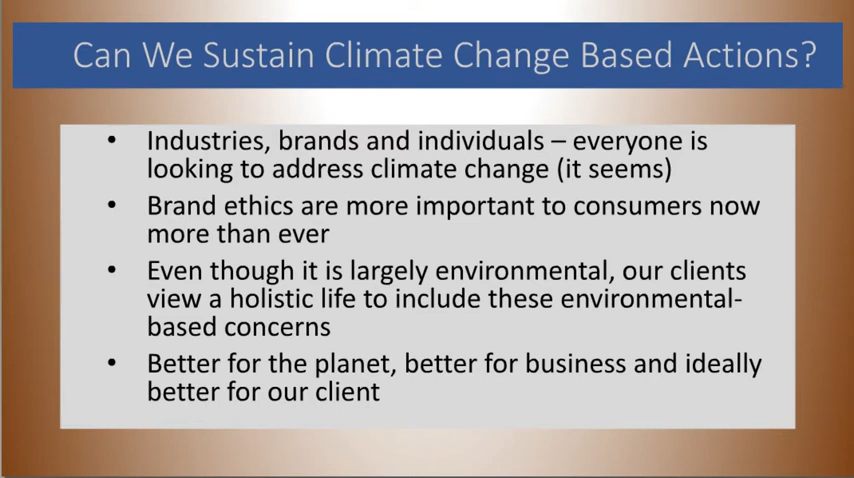 Can We Sustain Climate Change Based Actions?
• Industries, brands and individuals – everyone is
looking to address climate change (it seems)
• Brand ethics are more important to consumers now
more than ever
• Even though it is largely environmental, our clients
view a holistic life to include these environmental-
based concerns
• Better for the planet, better for business and ideally
better for our client